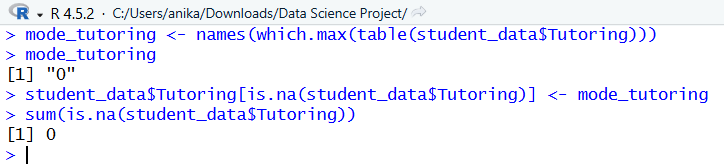 R 4.5.2 · C:/Users/anika/Downloads/Data Science Project/
> mode_tutoring <- names(which.max(table(student_data$Tutoring)))
> mode_tutoring
[1] "0"
> student_data$Tutoring[is.na(student_data$Tutoring)] <- mode_tutoring
> sum(is.na(student_data$Tutoring))
[1] 0
>